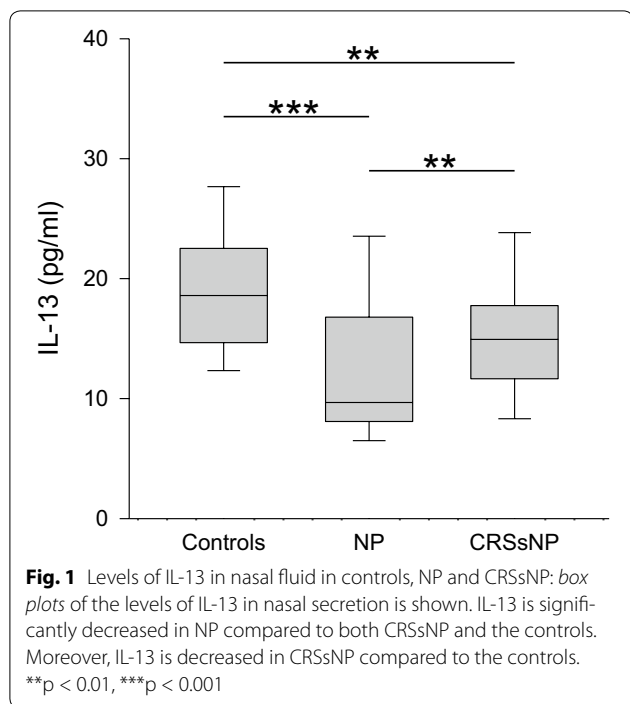 40
**
***
30
**
IL-13 (pg/ml)
20
10
0
Controls NP CRSsNP
Fig. 1 Levels of IL-13 in nasal fluid in controls, NP and CRSsNP: box
plots of the levels of IL-13 in nasal secretion is shown. IL-13 is signifi-
cantly decreased in NP compared to both CRSsNP and the controls.
Moreover, IL-13 is decreased in CRSsNP compared to the controls.
**p < 0.01, ***p < 0.001